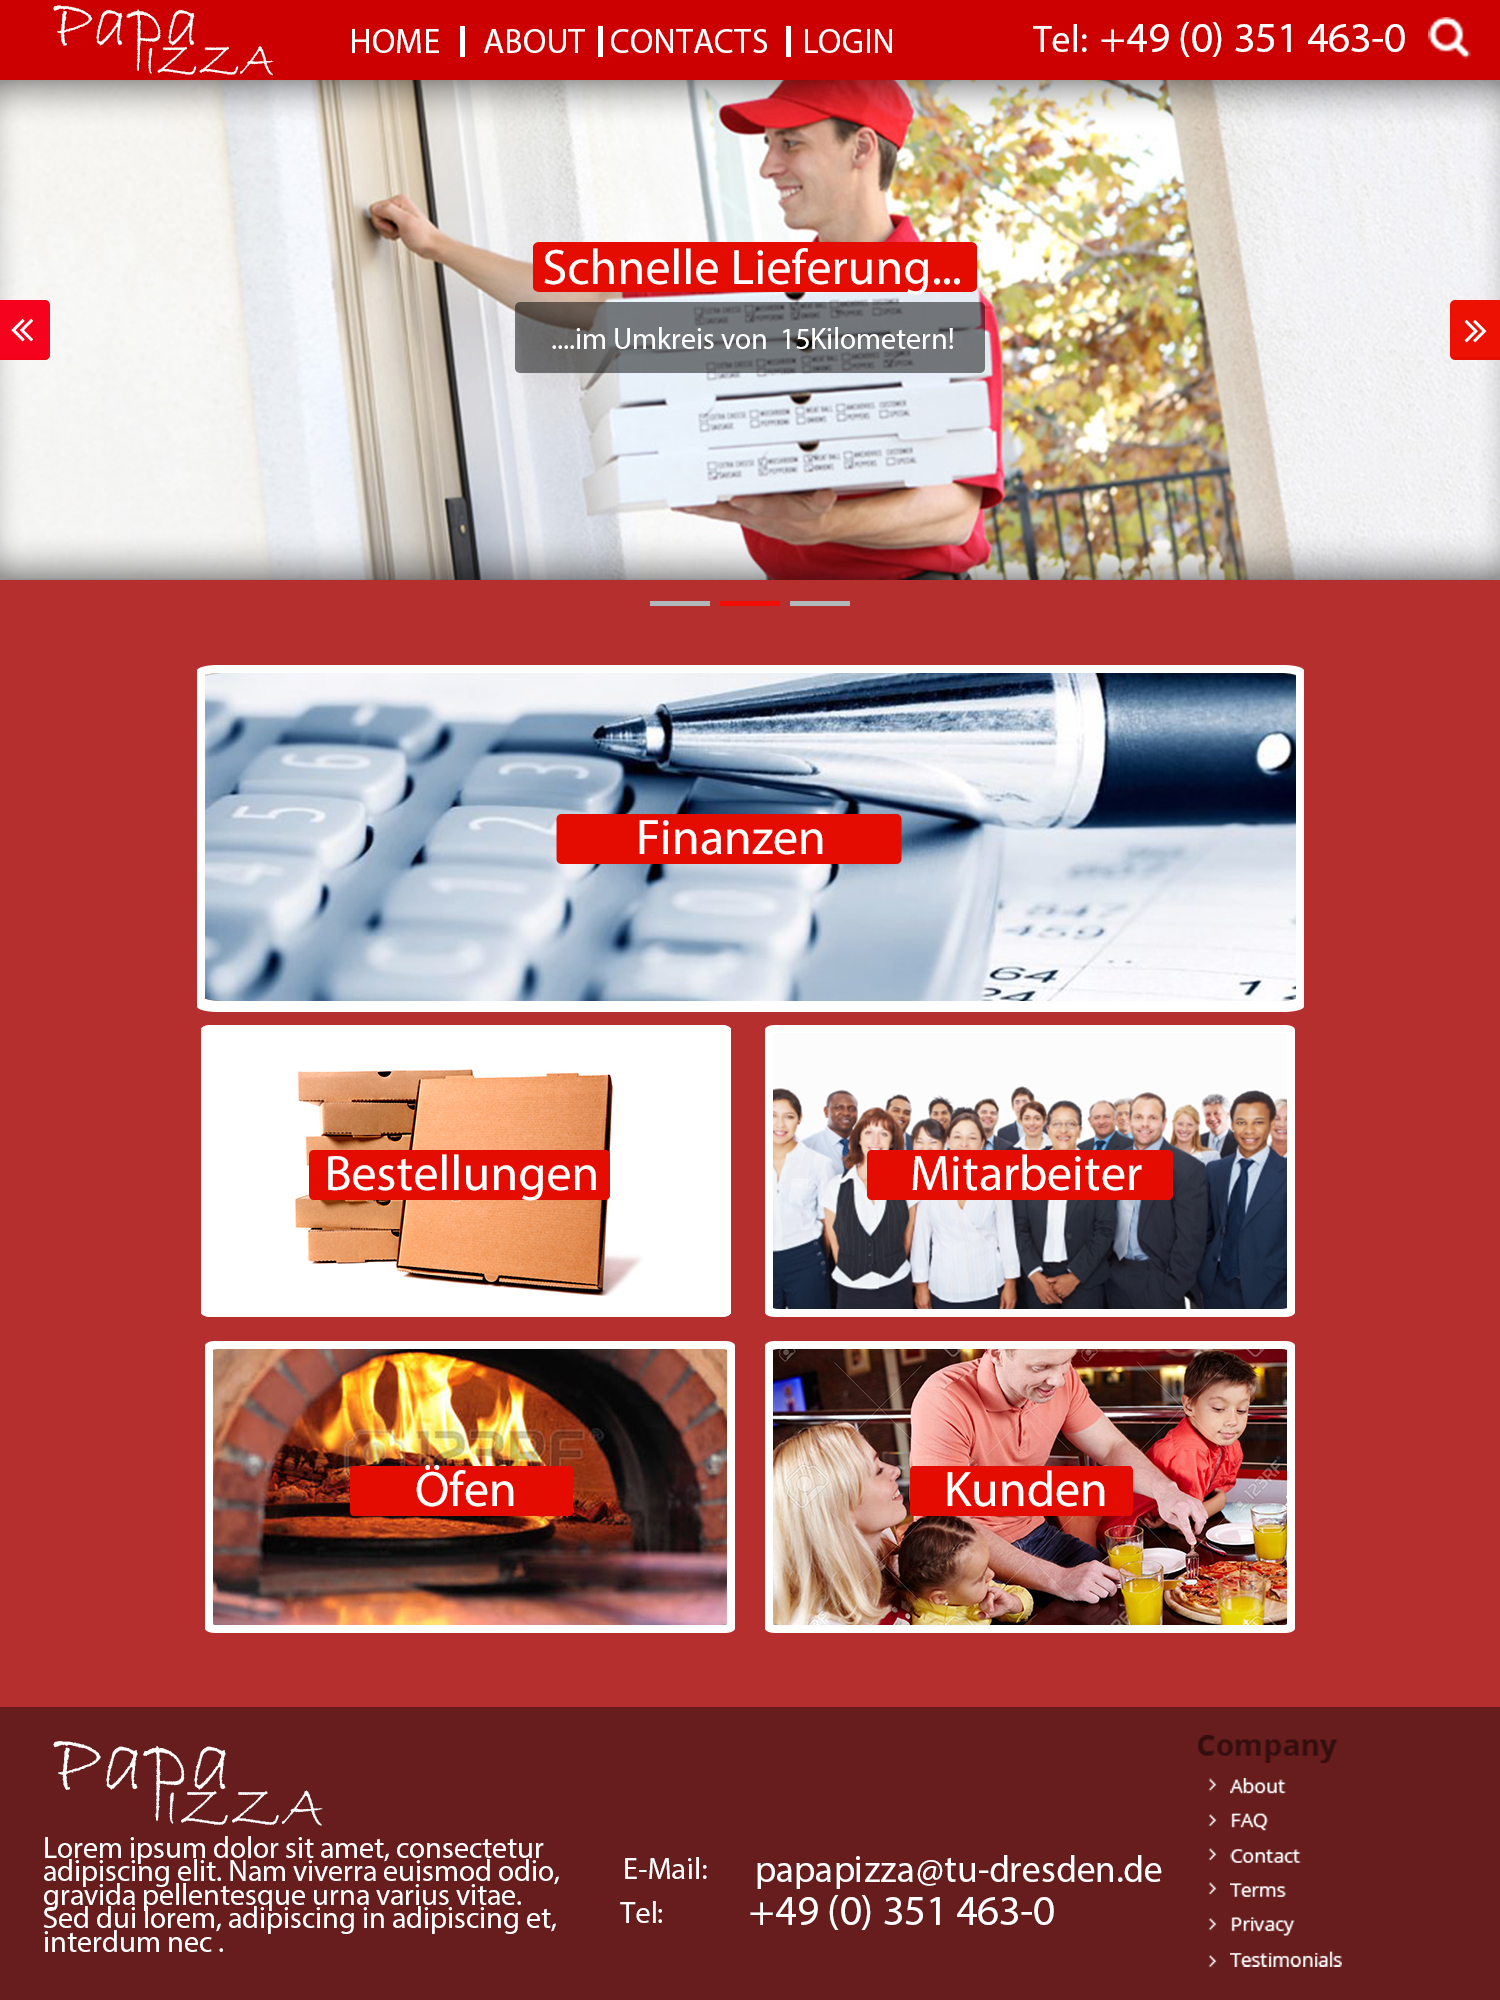 Papa
PIZZA
HOME
ABOUT
CONTACTS
LOGIN
Tel: +49 (0) 351 463-0
Schnelle Lieferung...
....im Umkreis von 15Kilometern!
Finanzen
Bestellungen
Mitarbeiter
Öfen
Kunden
Papa
PIZZA
Lorem ipsum dolor sit amet, consectetur
adipiscing elit. Nam viverra euismod odio,
gravida pellentesque urna varius vitae.
Sed dui lorem, adipiscing in adipiscing et,
interdum nec .
E-Mail: papapizza@tu-dresden.de
Tel: +49 (0) 351 463-0
Company
About
FAQ
Contact
Terms
Privacy
Testimonials